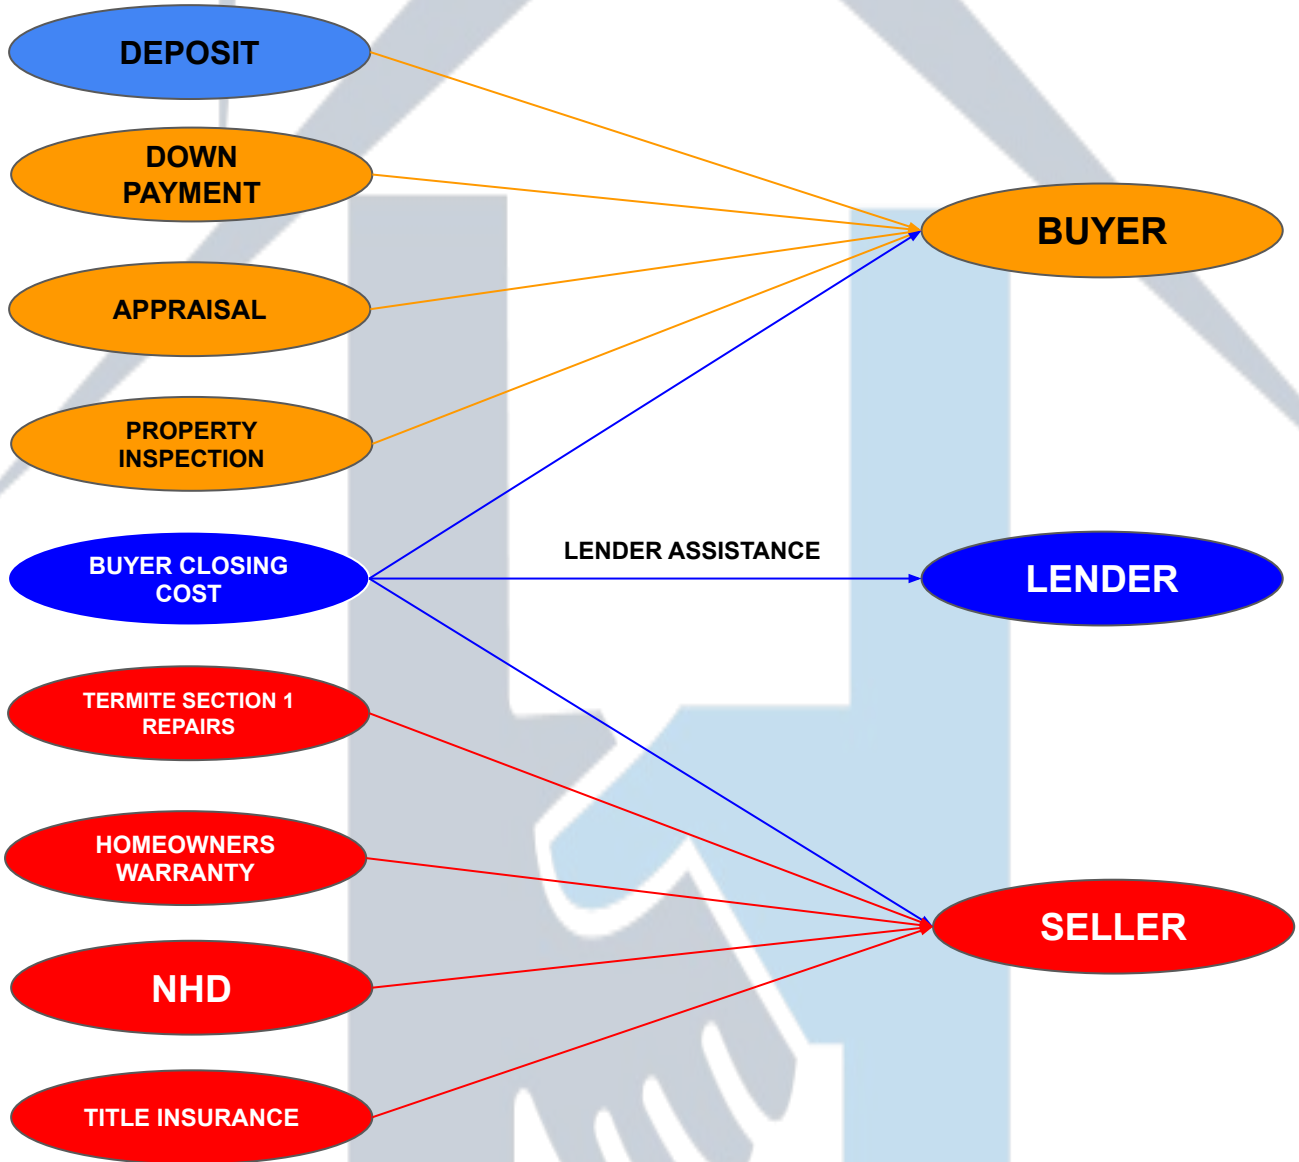 DEPOSIT
DOWN
PAYMENT
BUYER
APPRAISAL
PROPERTY
INSPECTION
BUYER CLOSING
COST
LENDER ASSISTANCE
LENDER
TERMITE SECTION 1
REPAIRS
HOMEOWNERS
WARRANTY
SELLER
NHD
TITLE INSURANCE